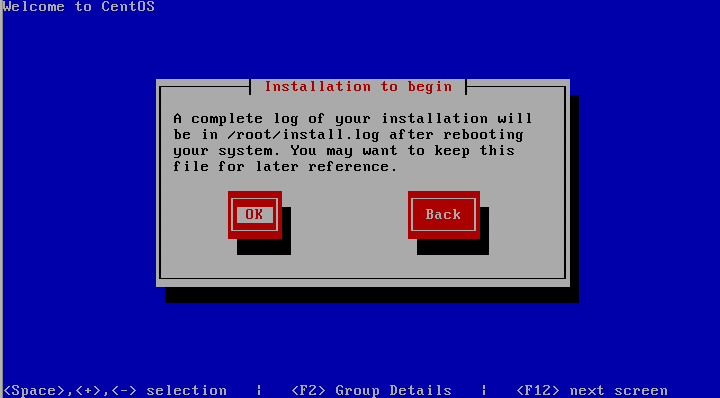 Welcome to CentOS
Installation to begin
A complete log of your installation will
be in /root/install.log after rebooting
your system. You may want to keep this
file for later reference.
OK Back
<Space>,<+>,<-> selection | <F2> Group Details | <F12> next screen